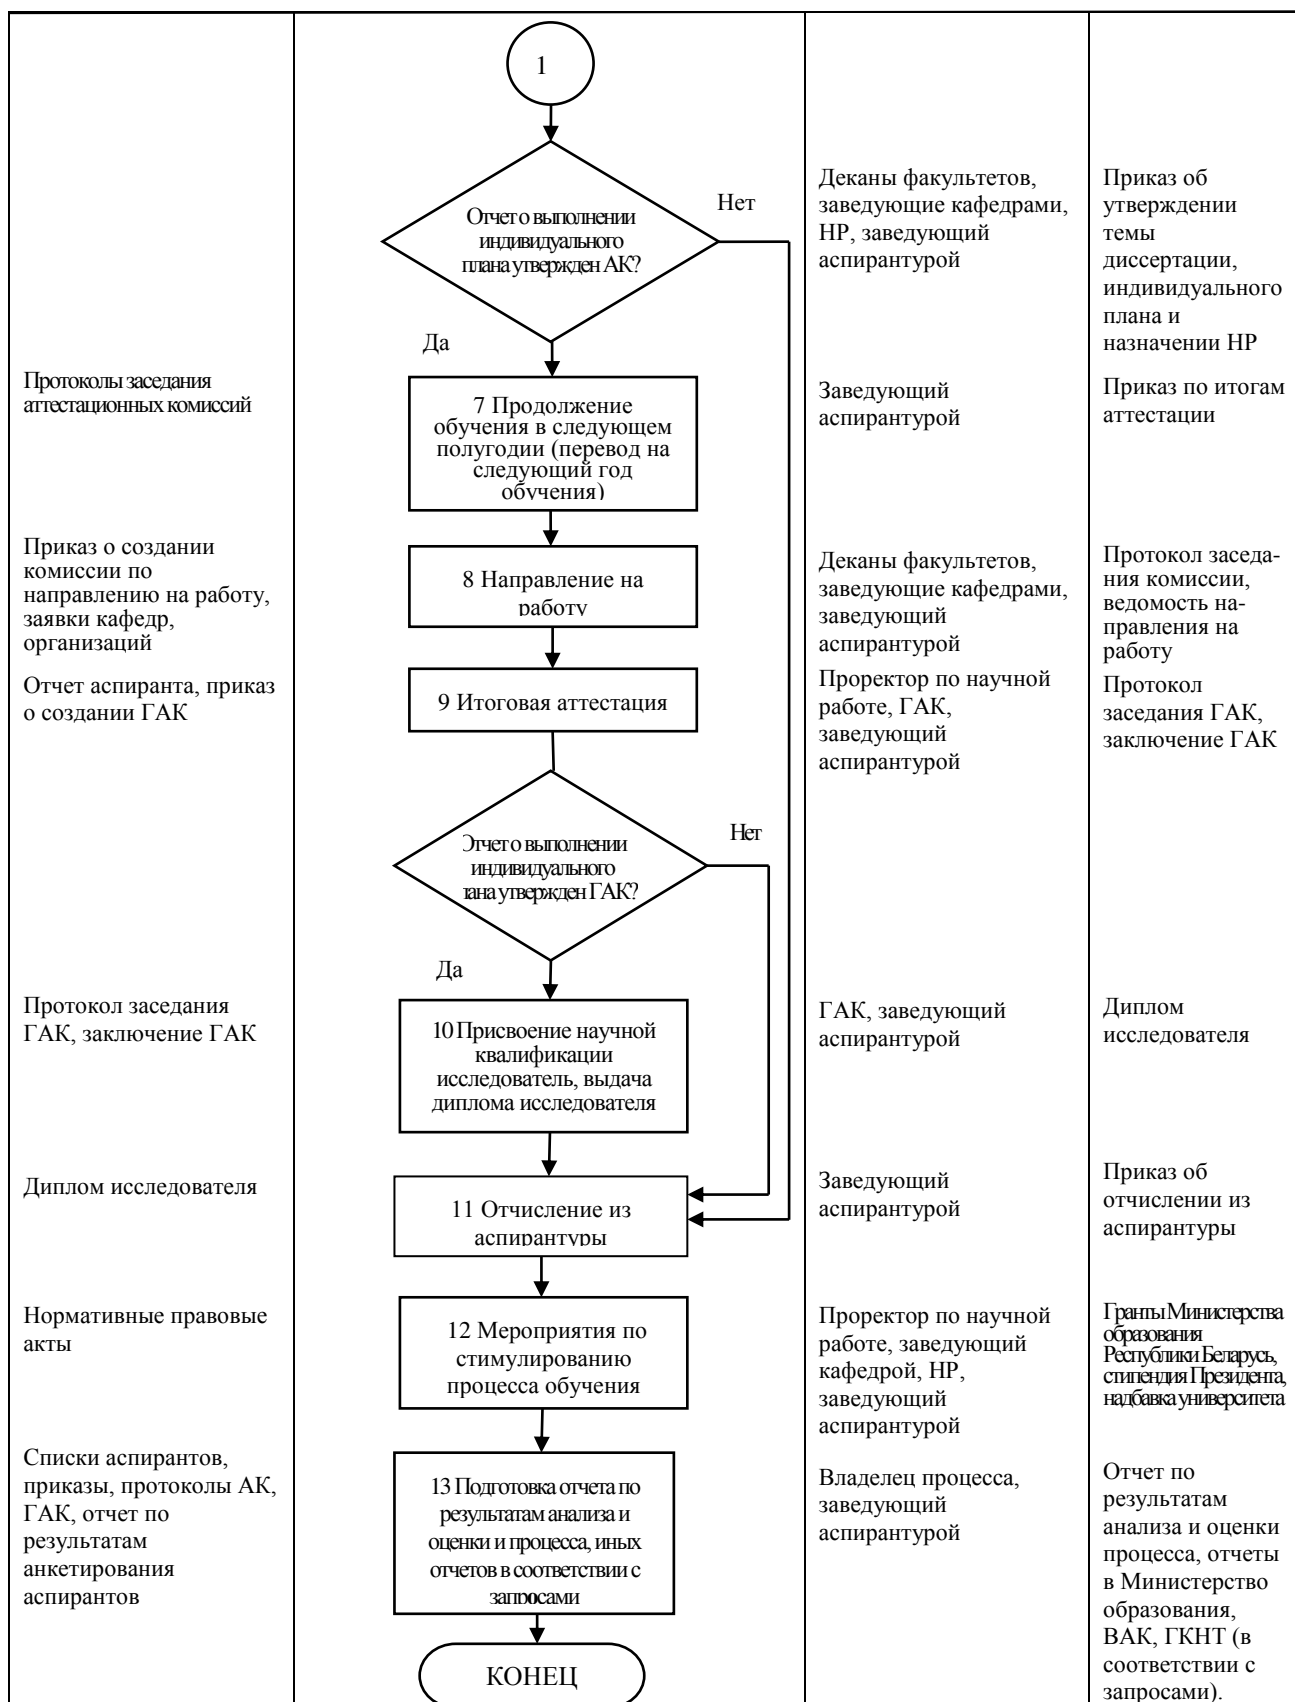 1
Отчет о выполнении
индивидуального
плана утвержден АК?
Нет
Да
Деканы факультетов,
заведующие кафедрами,
НР, заведующий
аспирантурой
Приказ об
утверждении
темы
диссертации,
индивидуального
плана и
назначении НР
Протоколы заседания
аттестационных комиссий
7 Продолжение
обучения в следующем
полугодии (перевод на
следующий год
обучения)
Заведующий
аспирантурой
Приказ по итогам
аттестации
Приказ о создании
комиссии по
направлению на работу,
заявки кафедр,
организаций
8 Направление на
работу
Деканы факультетов,
заведующие кафедрами,
заведующий
аспирантурой
Протокол заседа-
ния комиссии,
ведомость на-
правления на
работу
Отчет аспиранта, приказ
о создании ГАК
9 Итоговая аттестация
Проректор по научной
работе, ГАК,
заведующий
аспирантурой
Протокол
заседания ГАК,
заключение ГАК
Отчет о выполнении
индивидуального
лана утвержден ГАК?
Нет
Да
Протокол заседания
ГАК, заключение ГАК
10 Присвоение научной
квалификации
исследователь, выдача
диплома исследователя
ГАК, заведующий
аспирантурой
Диплом
исследователя
Диплом исследователя
11 Отчисление из
аспирантуры
Заведующий
аспирантурой
Приказ об
отчислении из
аспирантуры
Нормативные правовые
акты
12 Мероприятия по
стимулированию
процесса обучения
Проректор по научной
работе, заведующий
кафедрой, НР,
заведующий
аспирантурой
Гранты Министерства
образования
Республики Беларусь,
стипендия Президента,
надбавка университета
Списки аспирантов,
приказы, протоколы АК,
ГАК, отчет по
результатам
анкетирования
аспирантов
13 Подготовка отчета по
результатам анализа и
оценки и процесса, иных
отчетов в соответствии с
запросами
Владелец процесса,
заведующий
аспирантурой
Отчет по
результатам
анализа и оценки
процесса, отчеты
в Министерство
образования,
ВАК, ГКНТ (в
соответствии с
запросами).
КОНЕЦ